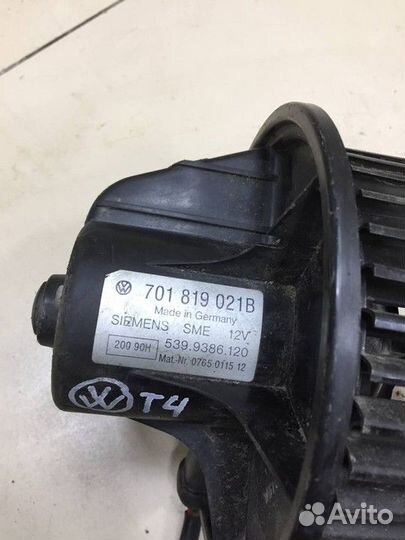 701 819 021B
Made in Germany
SIEMENS SME 12V
200 90H 539.9386.120
Mat-Nr. 0765 0115 12
VW T4
Avito